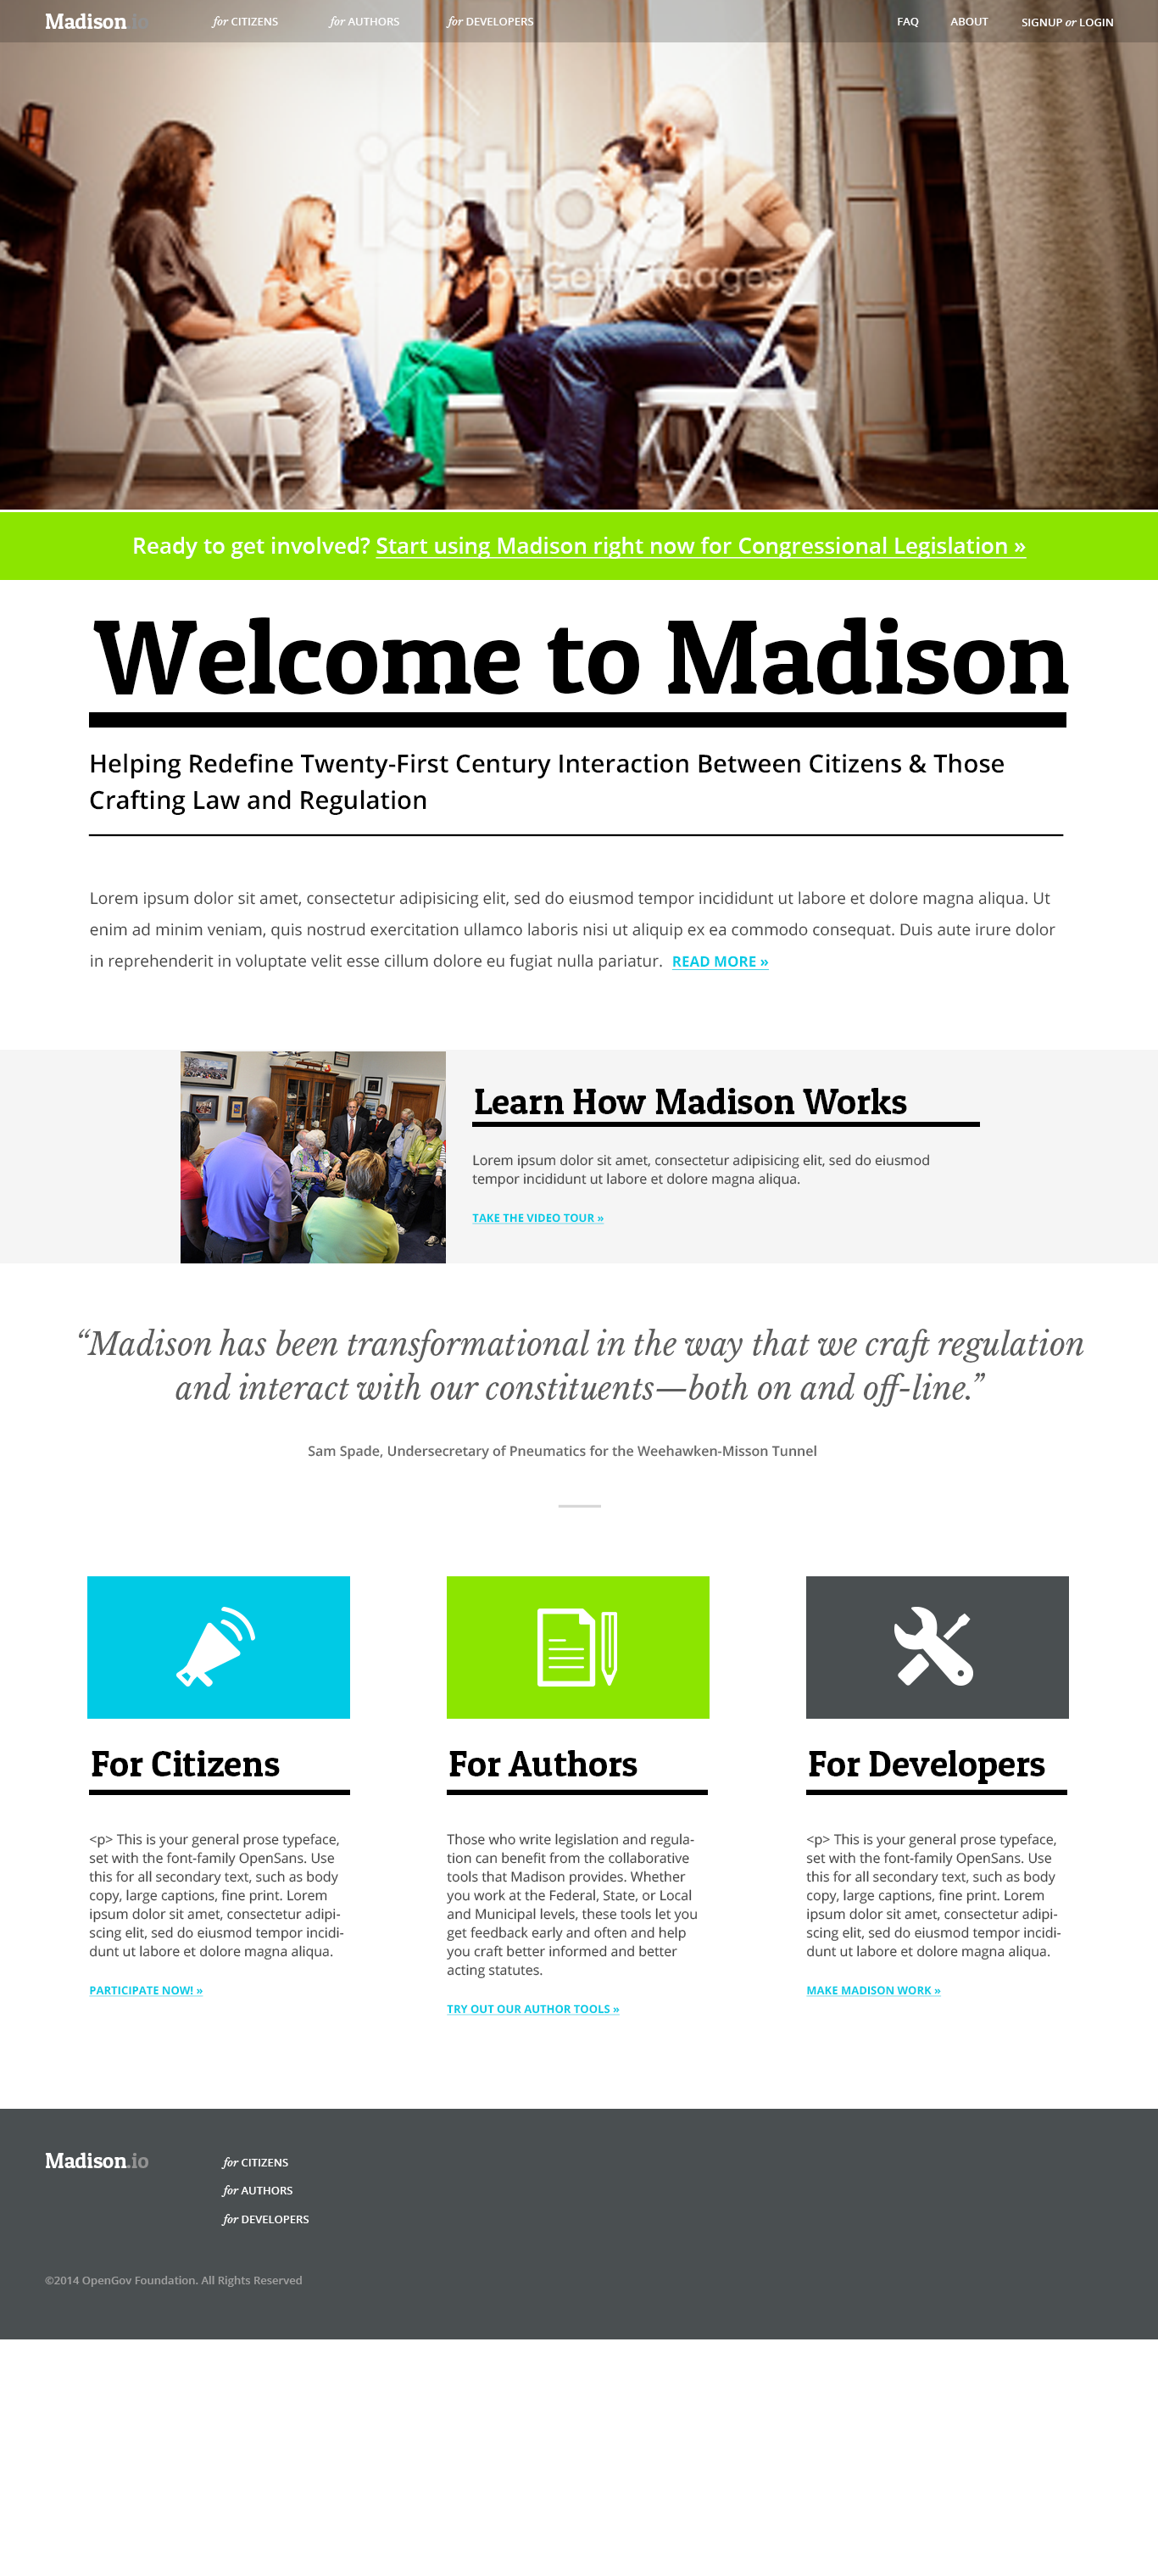 Madison.io for CITIZENS for AUTHORS for DEVELOPERS FAQ ABOUT SIGNUP or LOGIN
iStock
by Getty Images
Ready to get involved? Start using Madison right now for Congressional Legislation »
Welcome to Madison
Helping Redefine Twenty-First Century Interaction Between Citizens & Those
Crafting Law and Regulation
Lorem ipsum dolor sit amet, consectetur adipisicing elit, sed do eiusmod tempor incididunt ut labore et dolore magna aliqua. Ut
enim ad minim veniam, quis nostrud exercitation ullamco laboris nisi ut aliquip ex ea commodo consequat. Duis aute irure dolor
in reprehenderit in voluptate velit esse cillum dolore eu fugiat nulla pariatur. READ MORE »
Learn How Madison Works
Lorem ipsum dolor sit amet, consectetur adipisicing elit, sed do eiusmod
tempor incididunt ut labore et dolore magna aliqua.
TAKE THE VIDEO TOUR »
“Madison has been transformational in the way that we craft regulation
and interact with our constituents—both on and off-line.”
Sam Spade, Undersecretary of Pneumatics for the Weehawken-Misson Tunnel
For Citizens
<p> This is your general prose typeface,
set with the font-family OpenSans. Use
this for all secondary text, such as body
copy, large captions, fine print. Lorem
ipsum dolor sit amet, consectetur adipi-
scing elit, sed do eiusmod tempor incidi-
dunt ut labore et dolore magna aliqua.
PARTICIPATE NOW! »
For Authors
Those who write legislation and regula-
tion can benefit from the collaborative
tools that Madison provides. Whether
you work at the Federal, State, or Local
and Municipal levels, these tools let you
get feedback early and often and help
you craft better informed and better
acting statutes.
TRY OUT OUR AUTHOR TOOLS »
For Developers
<p> This is your general prose typeface,
set with the font-family OpenSans. Use
this for all secondary text, such as body
copy, large captions, fine print. Lorem
ipsum dolor sit amet, consectetur adipi-
scing elit, sed do eiusmod tempor incidi-
dunt ut labore et dolore magna aliqua.
MAKE MADISON WORK »
Madison.io
for CITIZENS
for AUTHORS
for DEVELOPERS
©2014 OpenGov Foundation. All Rights Reserved